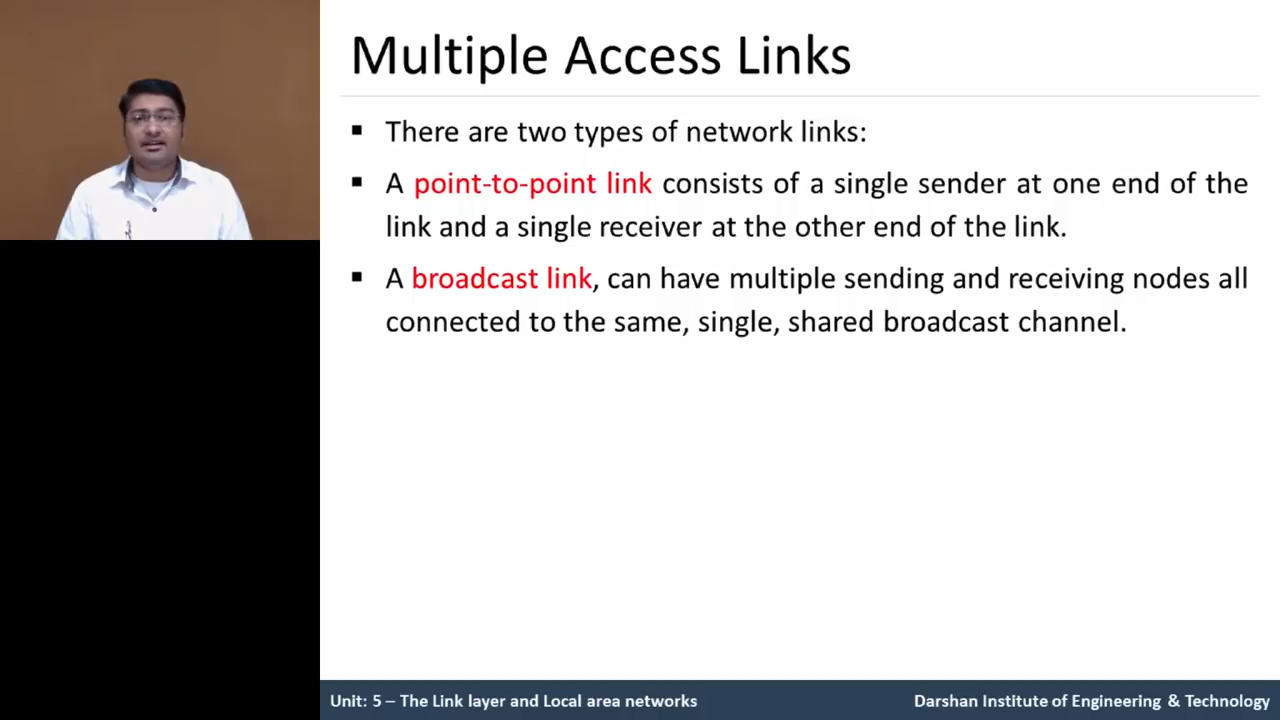 Multiple Access Links
▪ There are two types of network links:
▪ A point-to-point link consists of a single sender at one end of the
link and a single receiver at the other end of the link.
▪ A broadcast link, can have multiple sending and receiving nodes all
connected to the same, single, shared broadcast channel.
Unit: 5 – The Link layer and Local area networks
Darshan Institute of Engineering & Technology